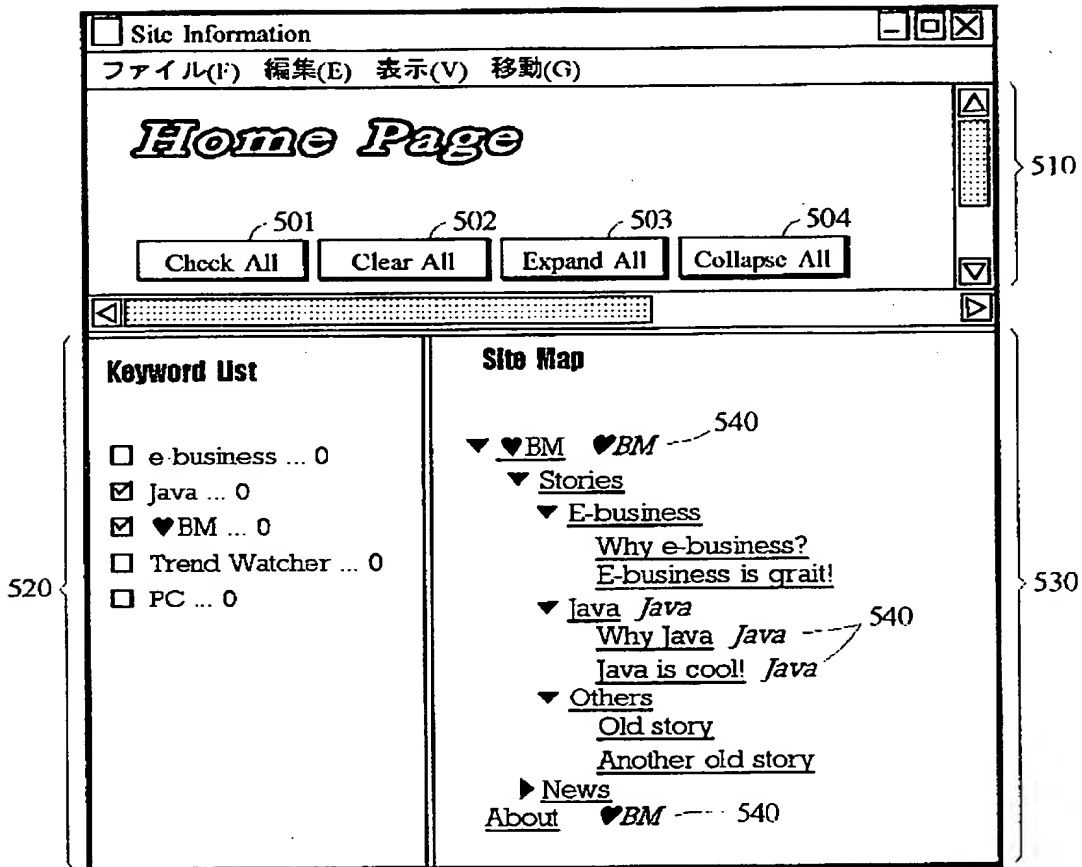 Site Information
ファイル(F) 編集(E) 表示(V) 移動(G)
Home Page
510
501 502 503 504
Check All Clear All Expand All Collapse All
Keyword List
e-business ... 0
Java ... 0
♥BM ... 0
Trend Watcher ... 0
PC ... 0
520
Site Map
▼ ♥BM ♥BM 540
▼ Stories
▼ E-business
Why e-business?
E-business is grait!
▼ Java Java
Why Java Java 540
Java is cool! Java
▼ Others
Old story
Another old story
▶ News
About ♥BM 540
530